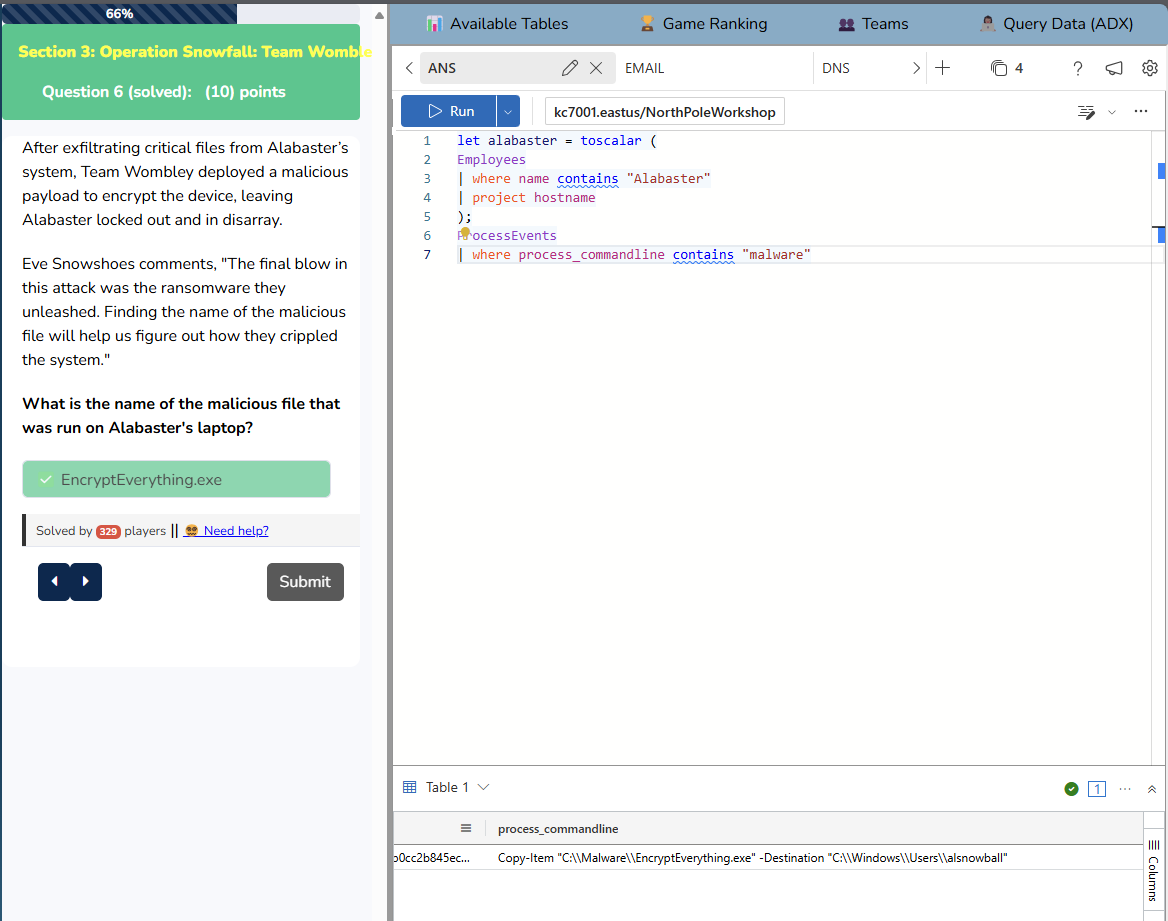 66%
Section 3: Operation Snowfall: Team Womble
Question 6 (solved): (10) points
After exfiltrating critical files from Alabaster’s
system, Team Wombley deployed a malicious
payload to encrypt the device, leaving
Alabaster locked out and in disarray.
Eve Snowshoes comments, "The final blow in
this attack was the ransomware they
unleashed. Finding the name of the malicious
file will help us figure out how they crippled
the system."
What is the name of the malicious file that
was run on Alabaster's laptop?
EncryptEverything.exe
Solved by 329 players || Need help?
Submit
Available Tables
Game Ranking
Teams
Query Data (ADX)
ANS
EMAIL
DNS
4
Run
kc7001.eastus/NorthPoleWorkshop
1 let alabaster = toscalar (
2 Employees
3 | where name contains "Alabaster"
4 | project hostname
5 );
6 ProcessEvents
7 | where process_commandline contains "malware"
Table 1
1
process_commandline
b0cc2b845ec... Copy-Item "C:\\Malware\\EncryptEverything.exe" -Destination "C:\\Windows\\Users\\alsnowball"
Columns